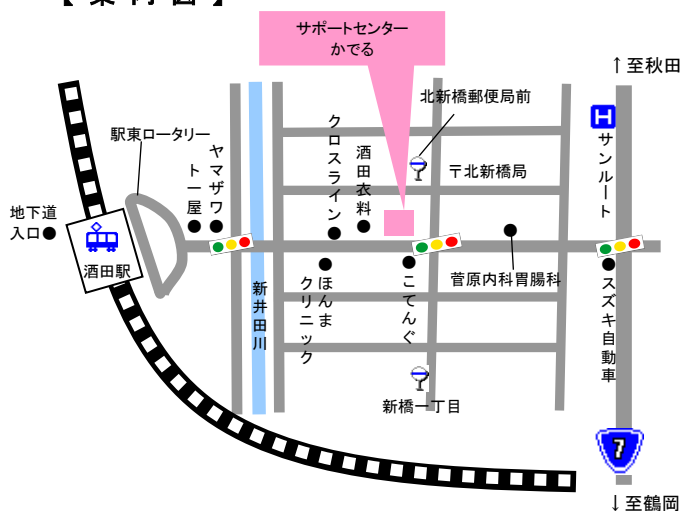 【 案 内 図 】
サポートセンター
かでる
↑至秋田
北新橋郵便局前
駅東ロータリー
H
サンルート
クロスライン
酒田衣料
ヤマザワ
トー屋
〒北新橋局
地下道
入口●
酒田駅
菅原内科胃腸科
こてんぐ
ほんま
クリニック
新井田川
スズキ自動車
新橋一丁目
7
↓至鶴岡